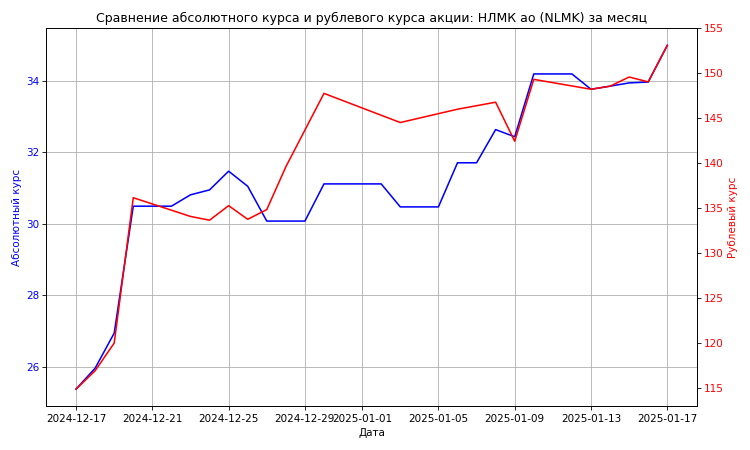 Сравнение абсолютного курса и рублевого курса акции: НЛМК ао (NLMK) за месяц
Абсолютный курс
34
32
30
28
26
155
150
145
140
135
130
125
120
115
Рублевый курс
2024-12-17 2024-12-21 2024-12-25 2024-12-29 2025-01-01 2025-01-05 2025-01-09 2025-01-13 2025-01-17
Дата